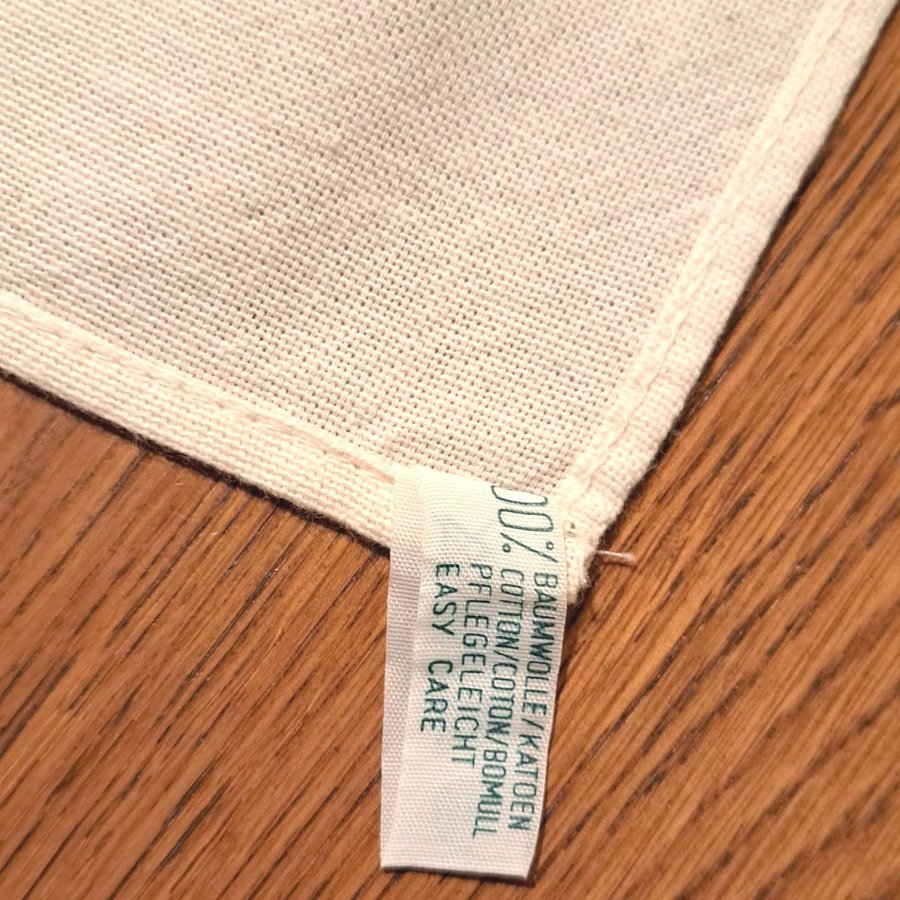 00% BAUMWOLLE/KATOEN
COTTON/COTON/BOMULL
PFLEGELEICHT
EASY CARE